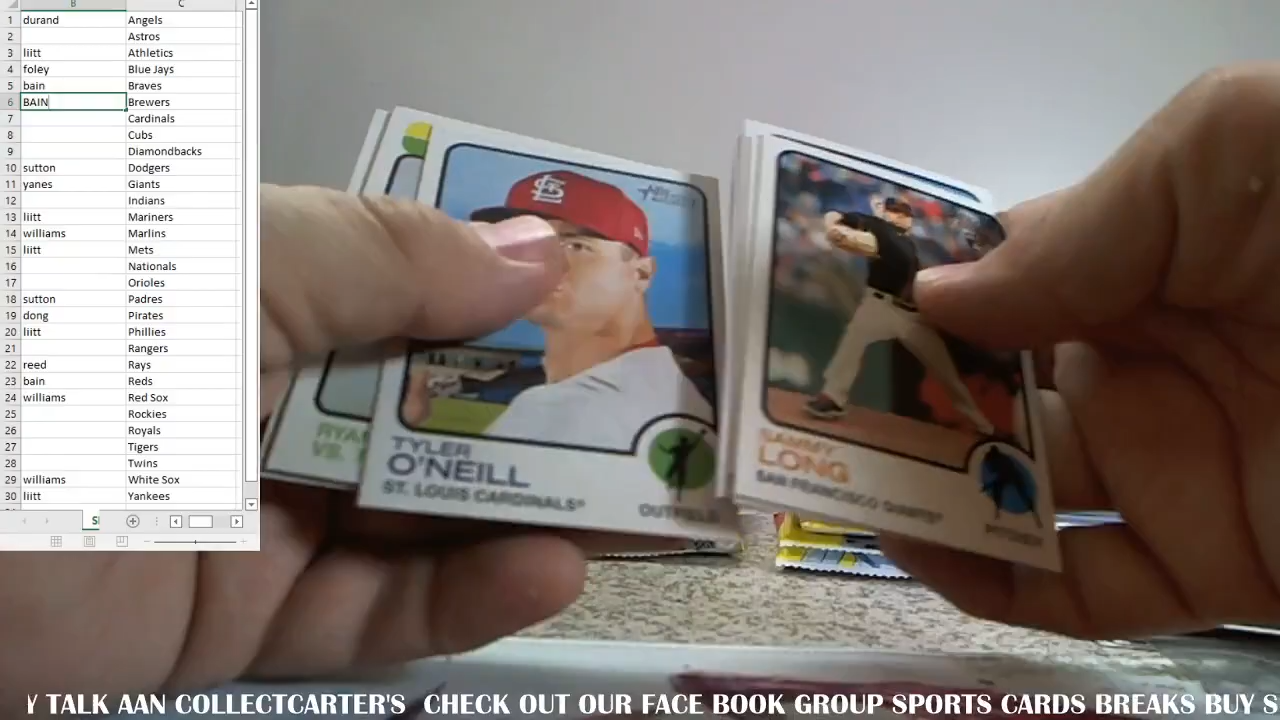 B C
1 durand Angels
2 Astros
3 liitt Athletics
4 foley Blue Jays
5 bain Braves
6 BAIN Brewers
7 Cardinals
8 Cubs
9 Diamondbacks
10 sutton Dodgers
11 yanes Giants
12 Indians
13 liitt Mariners
14 williams Marlins
15 liitt Mets
16 Nationals
17 Orioles
18 sutton Padres
19 dong Pirates
20 liitt Phillies
21 Rangers
22 reed Rays
23 bain Reds
24 williams Red Sox
25 Rockies
26 Royals
27 Tigers
28 Twins
29 williams White Sox
30 liitt Yankees
RYAN
VS.
TYLER
O'NEILL
ST. LOUIS CARDINALS®
OUTFIELD
SAMMY
LONG
SAN FRANCISCO GIANTS®
PITCHER
Y TALK AAN COLLECTCARTER'S CHECK OUT OUR FACE BOOK GROUP SPORTS CARDS BREAKS BUY S